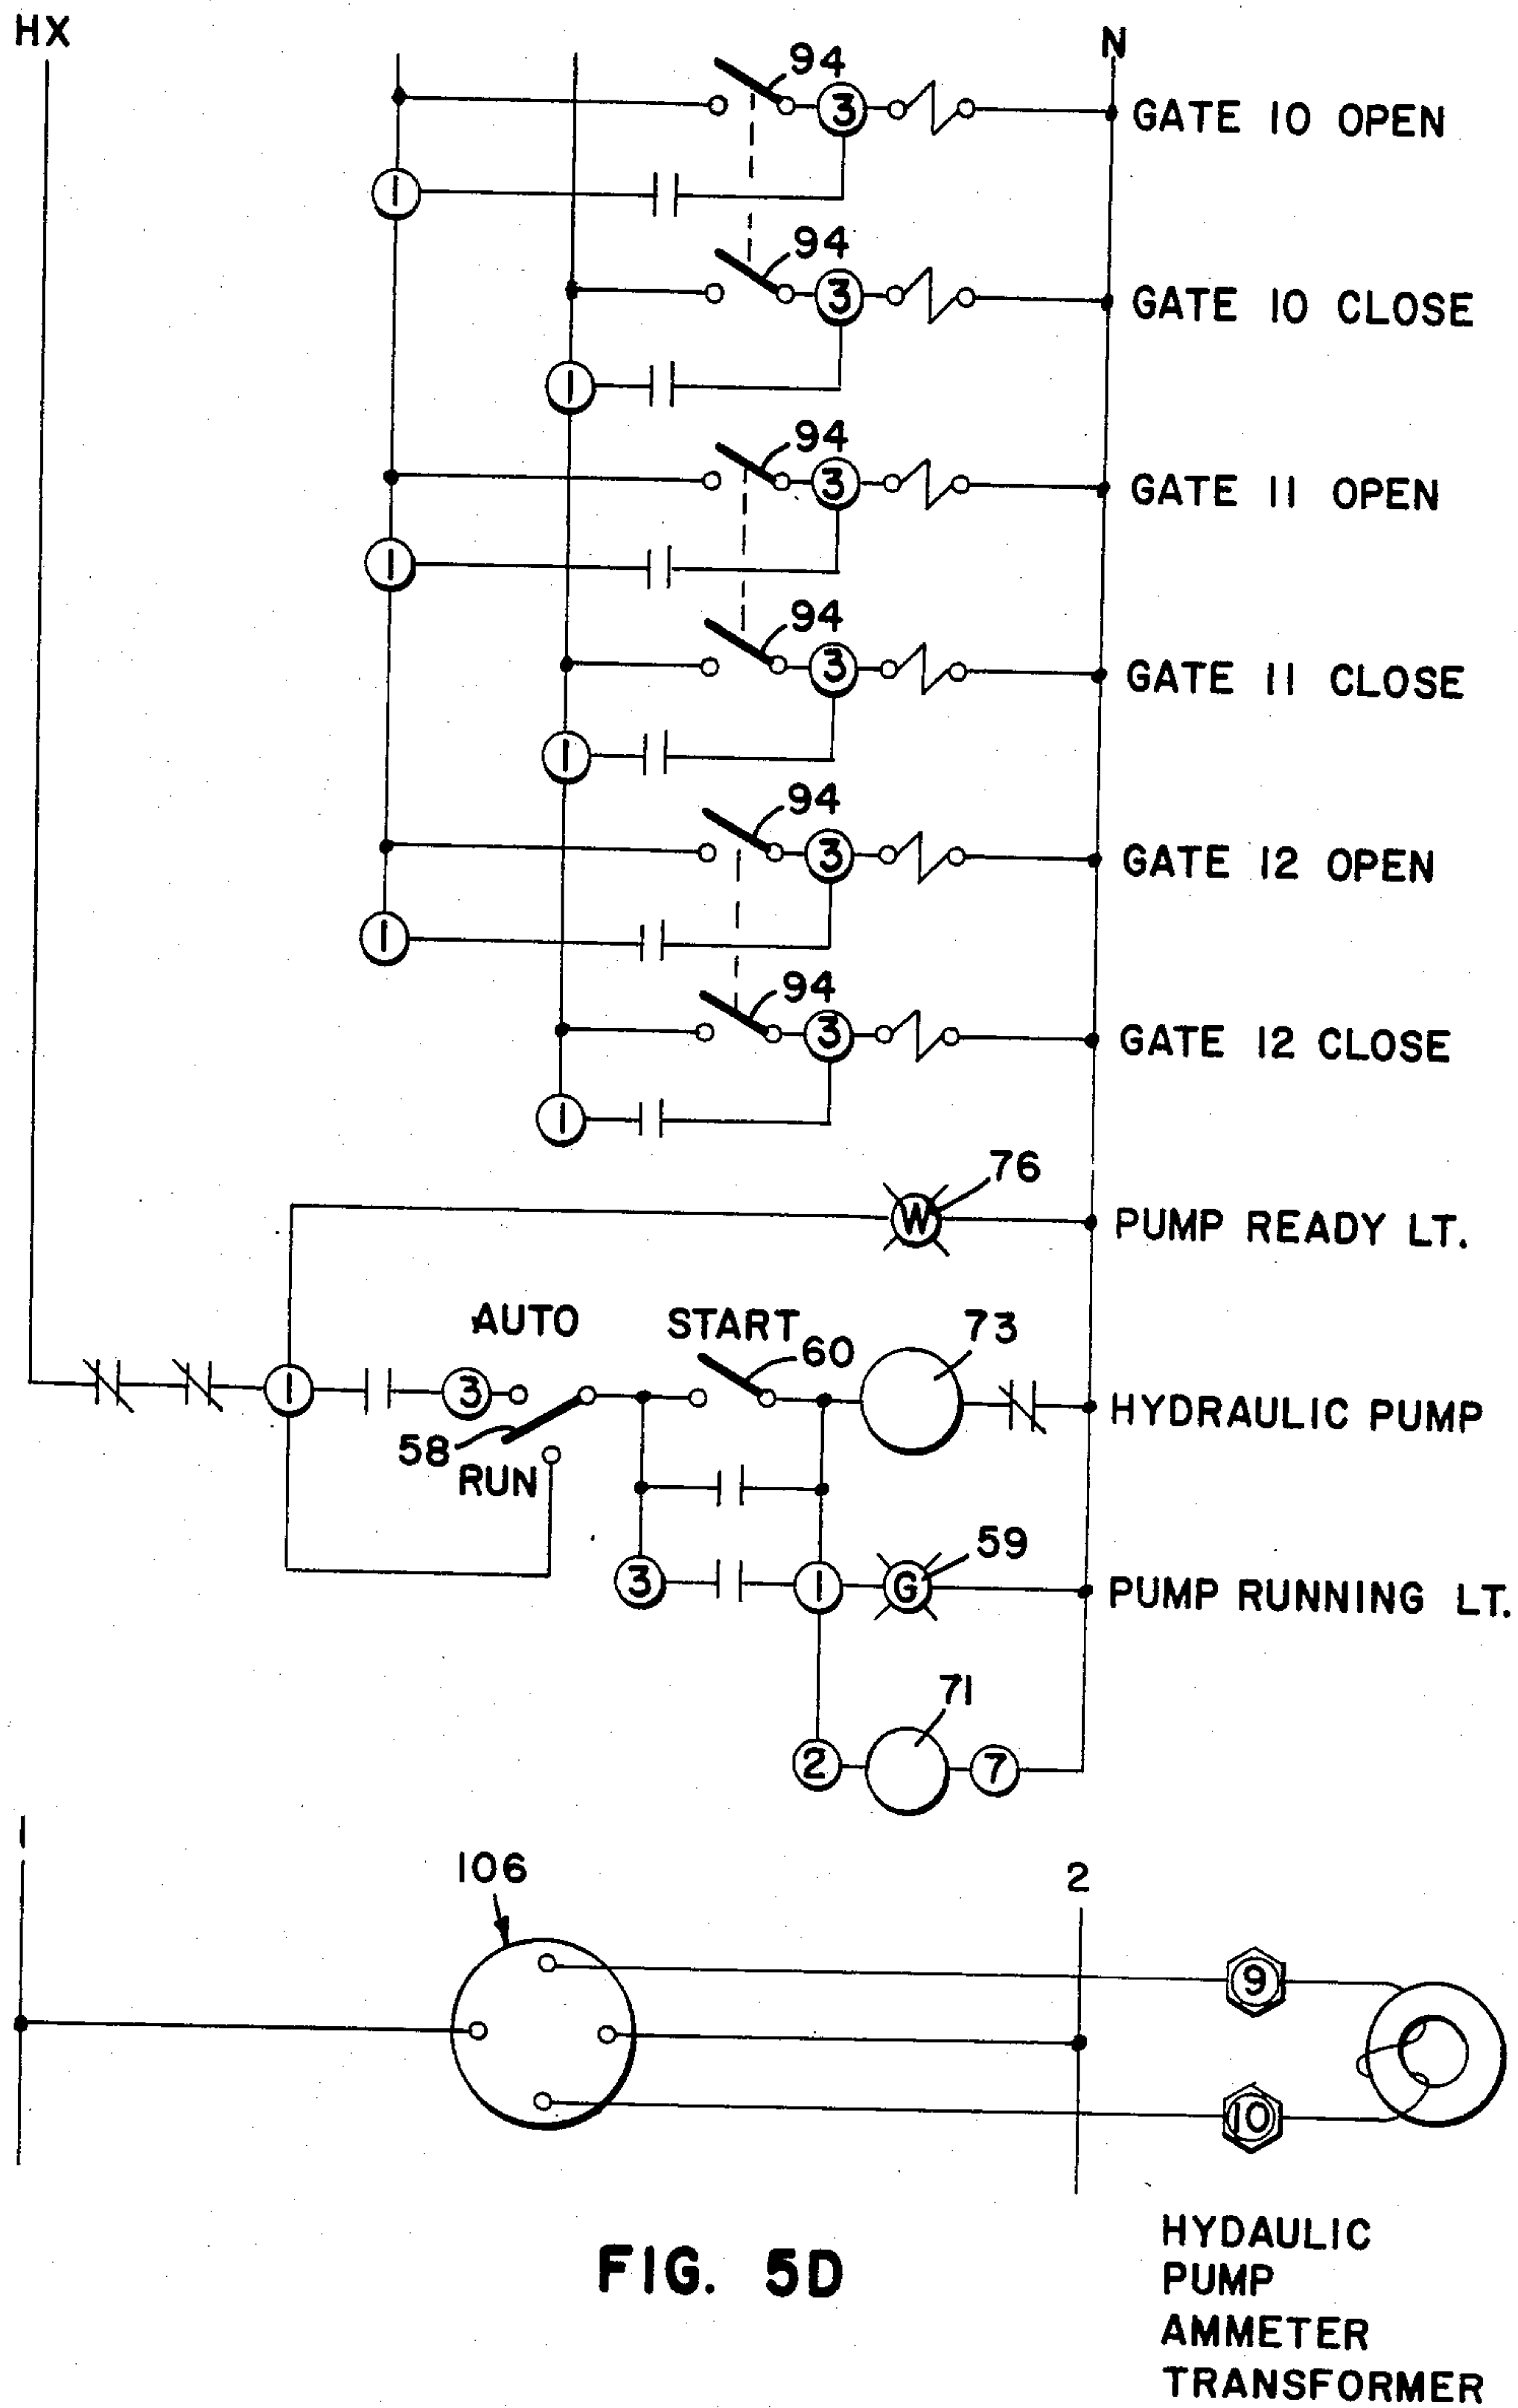 HX
N
94
3
GATE 10 OPEN
1
94
3
GATE 10 CLOSE
1
94
3
GATE 11 OPEN
1
94
3
GATE 11 CLOSE
1
94
3
GATE 12 OPEN
1
94
3
GATE 12 CLOSE
1
76
W
PUMP READY LT.
AUTO
START
60
73
1
3
58
RUN
HYDRAULIC PUMP
59
3
1
G
PUMP RUNNING LT.
71
2
7
1
106
2
9
10
FIG. 5D
HYDAULIC
PUMP
AMMETER
TRANSFORMER